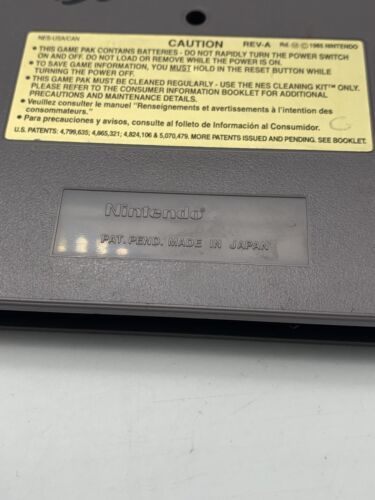 NES-USA/CAN
CAUTION REV-A Pat. ©1985 NINTENDO
• THIS GAME PAK CONTAINS BATTERIES - DO NOT RAPIDLY TURN THE POWER SWITCH
ON AND OFF. DO NOT LOAD OR REMOVE WHILE THE POWER IS ON.
• TO SAVE GAME INFORMATION, YOU MUST HOLD IN THE RESET BUTTON WHILE
TURNING THE POWER OFF.
• THIS GAME PAK MUST BE CLEANED REGULARLY - USE THE NES CLEANING KIT™ ONLY.
PLEASE REFER TO THE CONSUMER INFORMATION BOOKLET FOR ADDITIONAL
PRECAUTIONS AND MAINTENANCE DETAILS.
• Veuillez consulter le manuel "Renseignements et avertissements à l'intention des
consommateurs."
• Para precauciones y avisos, consulte al folleto de Información al Consumidor.
U.S. PATENTS: 4,799,635; 4,865,321; 4,824,106 & 5,070,479. MORE PATENTS ISSUED AND PENDING. SEE BOOKLET.
Nintendo®
PAT. PEND. MADE IN JAPAN